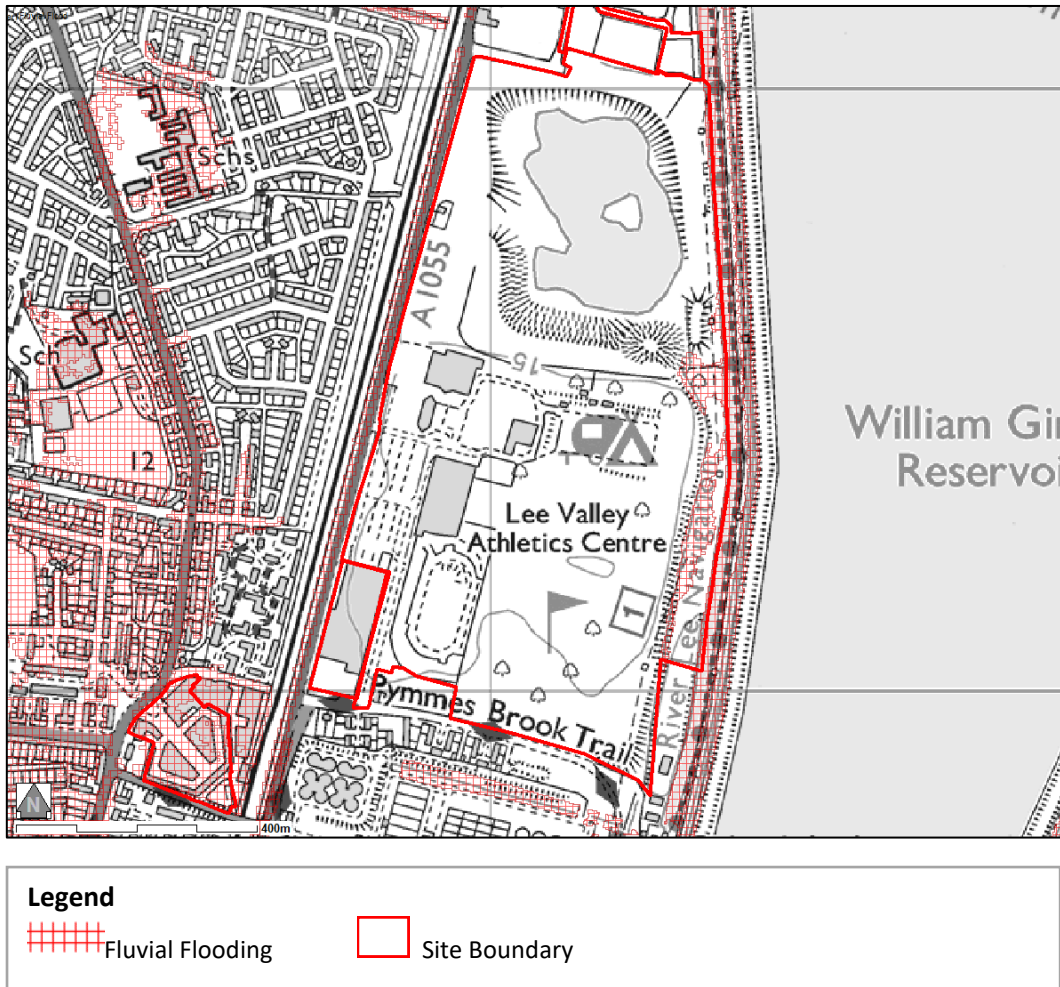 Schs
A1055
Sch
15
12
William Gir
Reservoi
Lee Valley
Athletics Centre
1
River Lee Navigation
Pymmes Brook Trail
N
400m
Legend
Fluvial Flooding
Site Boundary